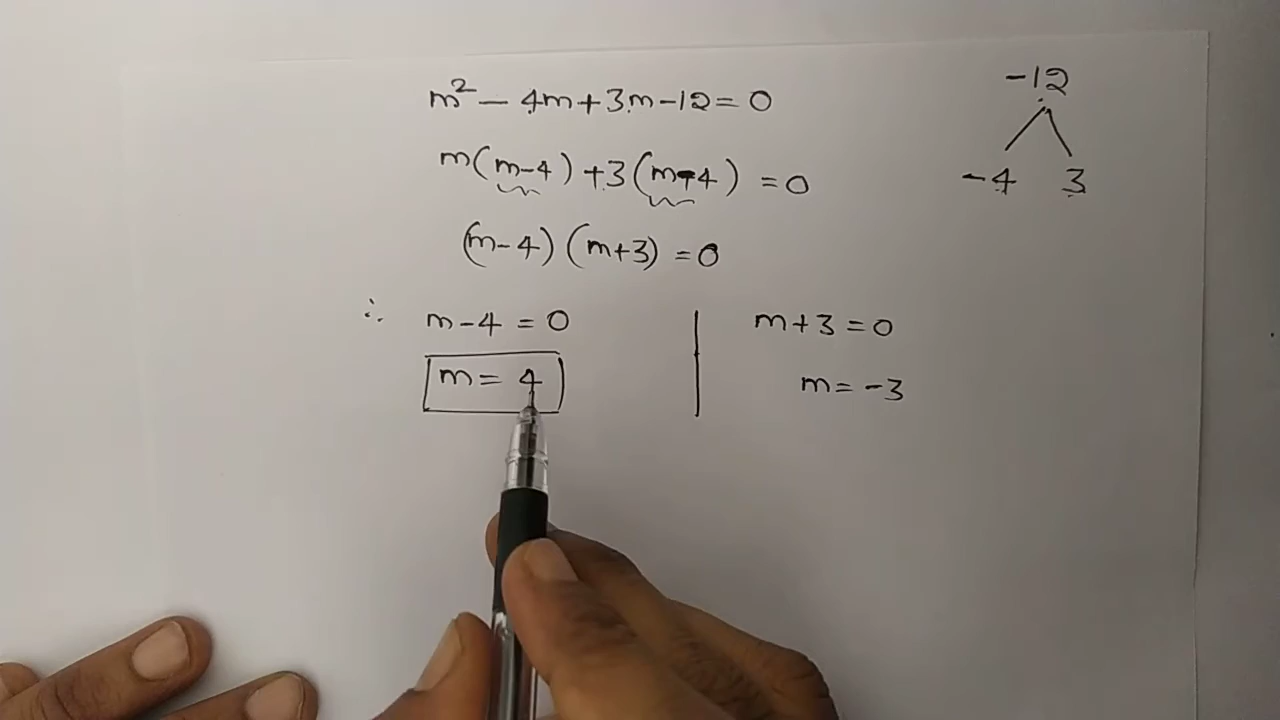 m² - 4m + 3m - 12 = 0
-12
m(m-4) + 3(m-4) = 0
-4 3
(m-4)(m+3) = 0
∴ m-4 = 0
m+3 = 0
m = 4
m = -3